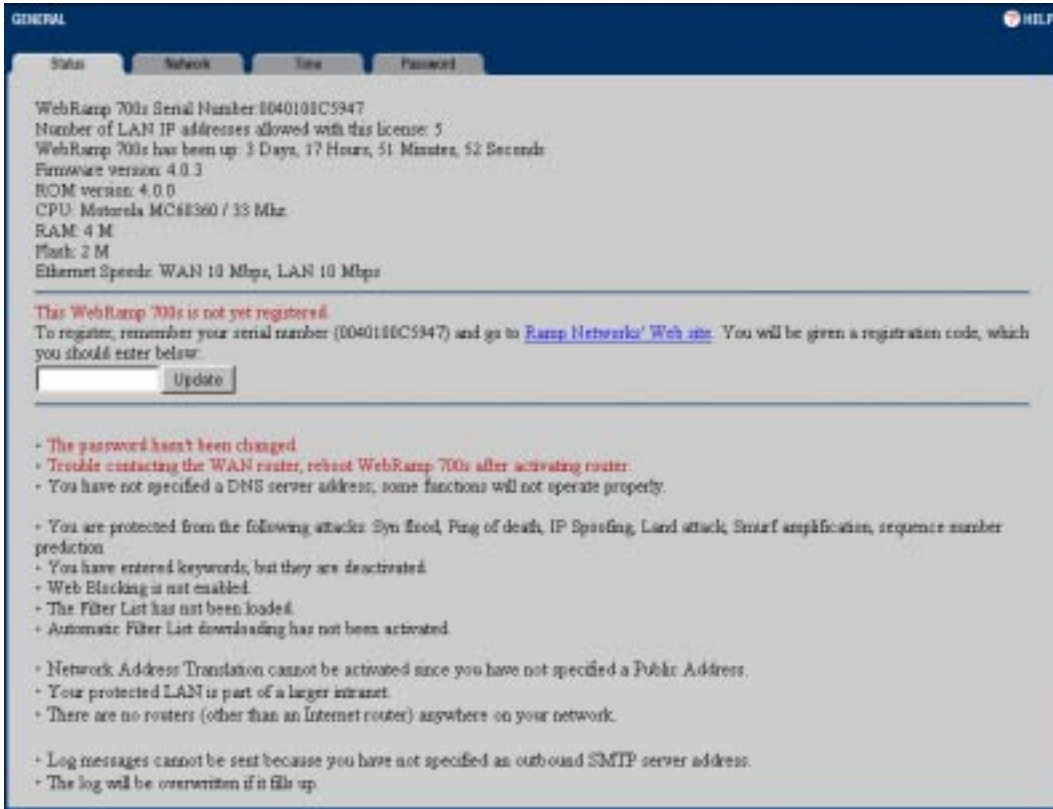 GENERAL
HELP
Status
Network
Time
Password
WebRamp 700s Serial Number:0040100C5947
Number of LAN IP addresses allowed with this license: 5
WebRamp 700s has been up: 3 Days, 17 Hours, 51 Minutes, 52 Seconds
Firmware version: 4.0.3
ROM version: 4.0.0
CPU: Motorola MC68360 / 33 Mhz
RAM: 4 M
Flash: 2 M
Ethernet Speeds: WAN 10 Mbps, LAN 10 Mbps
This WebRamp 700s is not yet registered.
To register, remember your serial number (0040100C5947) and go to Ramp Networks' Web site. You will be given a registration code, which
you should enter below:
Update
• The password hasn't been changed.
• Trouble contacting the WAN router, reboot WebRamp 700s after activating router.
• You have not specified a DNS server address; some functions will not operate properly.
• You are protected from the following attacks: Syn flood, Ping of death, IP Spoofing, Land attack, Smurf amplification, sequence number
prediction
• You have entered keywords, but they are deactivated.
• Web Blocking is not enabled.
• The Filter List has not been loaded.
• Automatic Filter List downloading has not been activated.
• Network Address Translation cannot be activated since you have not specified a Public Address.
• Your protected LAN is part of a larger intranet.
• There are no routers (other than an Internet router) anywhere on your network.
• Log messages cannot be sent because you have not specified an outbound SMTP server address.
• The log will be overwritten if it fills up.